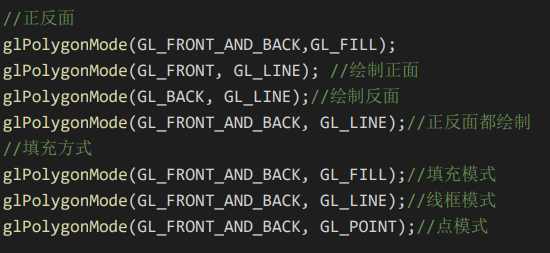 //正反面
glPolygonMode(GL_FRONT_AND_BACK,GL_FILL);
glPolygonMode(GL_FRONT, GL_LINE); //绘制正面
glPolygonMode(GL_BACK, GL_LINE);//绘制反面
glPolygonMode(GL_FRONT_AND_BACK, GL_LINE);//正反面都绘制
//填充方式
glPolygonMode(GL_FRONT_AND_BACK, GL_FILL);//填充模式
glPolygonMode(GL_FRONT_AND_BACK, GL_LINE);//线框模式
glPolygonMode(GL_FRONT_AND_BACK, GL_POINT);//点模式